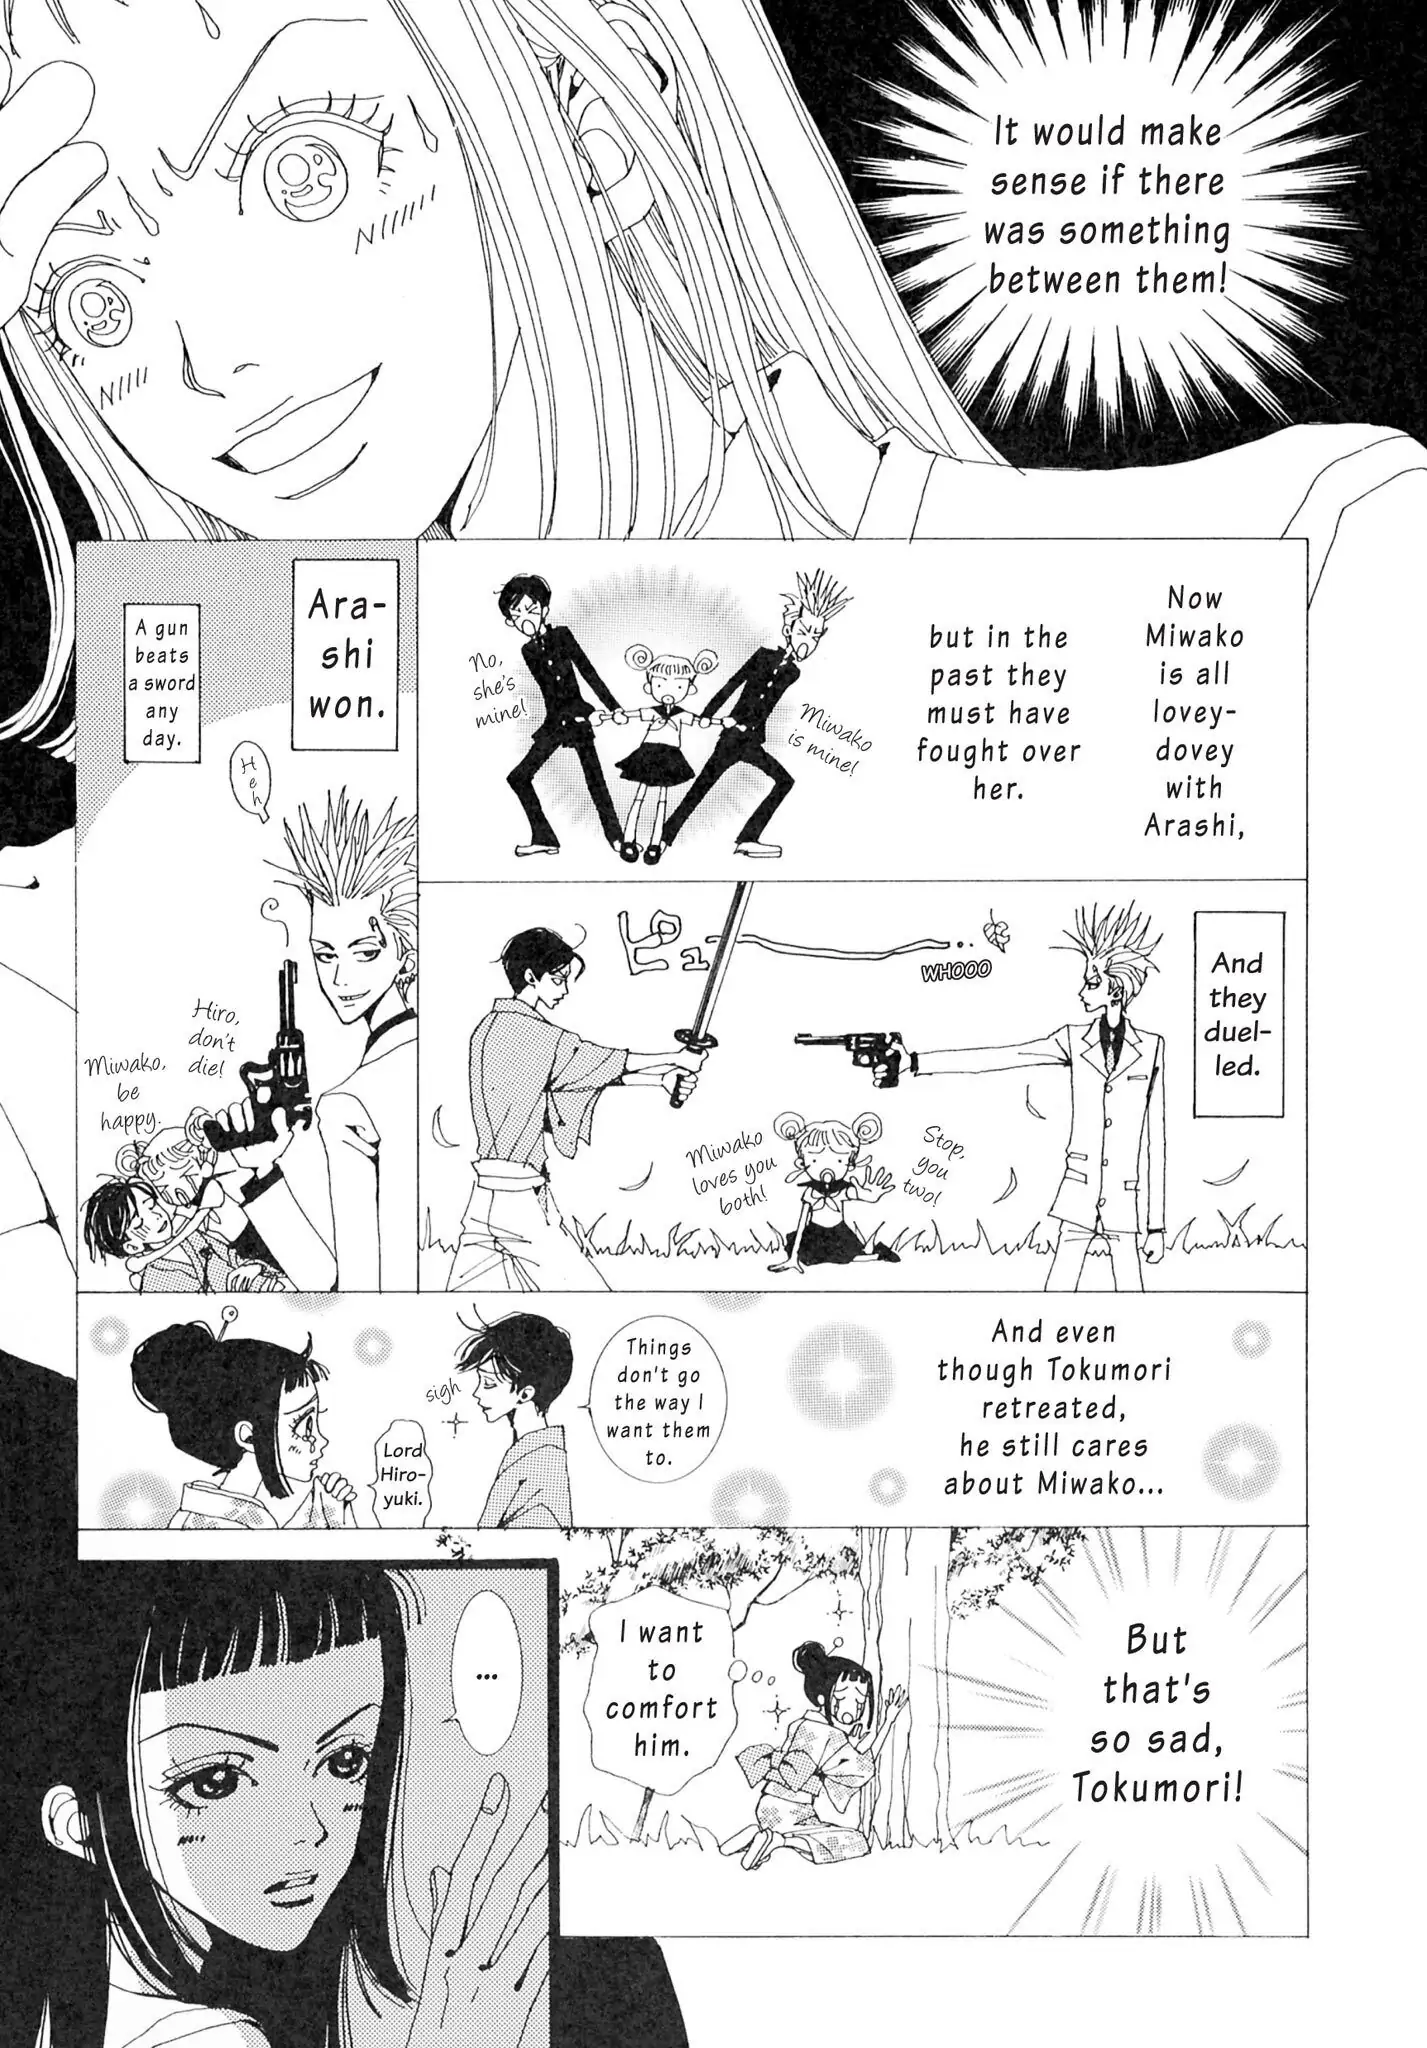 It would make
sense if there
was something
between them!
Now
Miwako
is all
lovey-
dovey
with
Arashi,
but in the
past they
must have
fought over
her.
Miwako
is mine!
No,
she's
mine!
And
they
duel-
led.
ピュー
WHOOO
Stop,
you
two!
Miwako
loves you
both!
Ara-
shi
won.
A gun
beats
a sword
any
day.
Heh
Hiro,
don't
die!
Miwako,
be
happy.
And even
though Tokumori
retreated,
he still cares
about Miwako...
Things
don't go
the way I
want them
to.
sigh
Lord
Hiro-
yuki.
But
that's
so sad,
Tokumori!
I want
to
comfort
him.
...